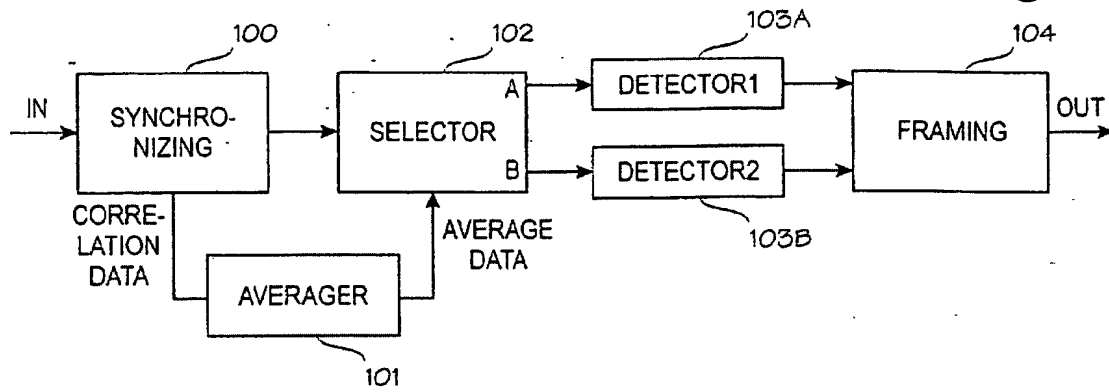 100
102
103A
104
IN
SYNCHRO-
NIZING
SELECTOR
A
B
DETECTOR1
DETECTOR2
FRAMING
OUT
CORRE-
LATION
DATA
AVERAGE
DATA
103B
AVERAGER
101